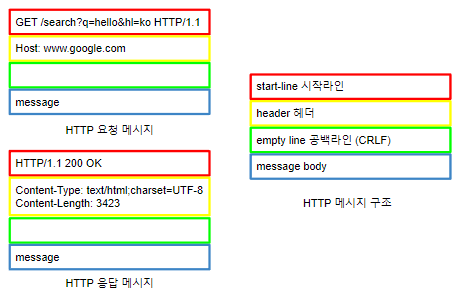 GET /search?q=hello&hl=ko HTTP/1.1
Host: www.google.com
message
HTTP 요청 메시지
HTTP/1.1 200 OK
Content-Type: text/html;charset=UTF-8
Content-Length: 3423
message
HTTP 응답 메시지
start-line 시작라인
header 헤더
empty line 공백라인 (CRLF)
message body
HTTP 메시지 구조